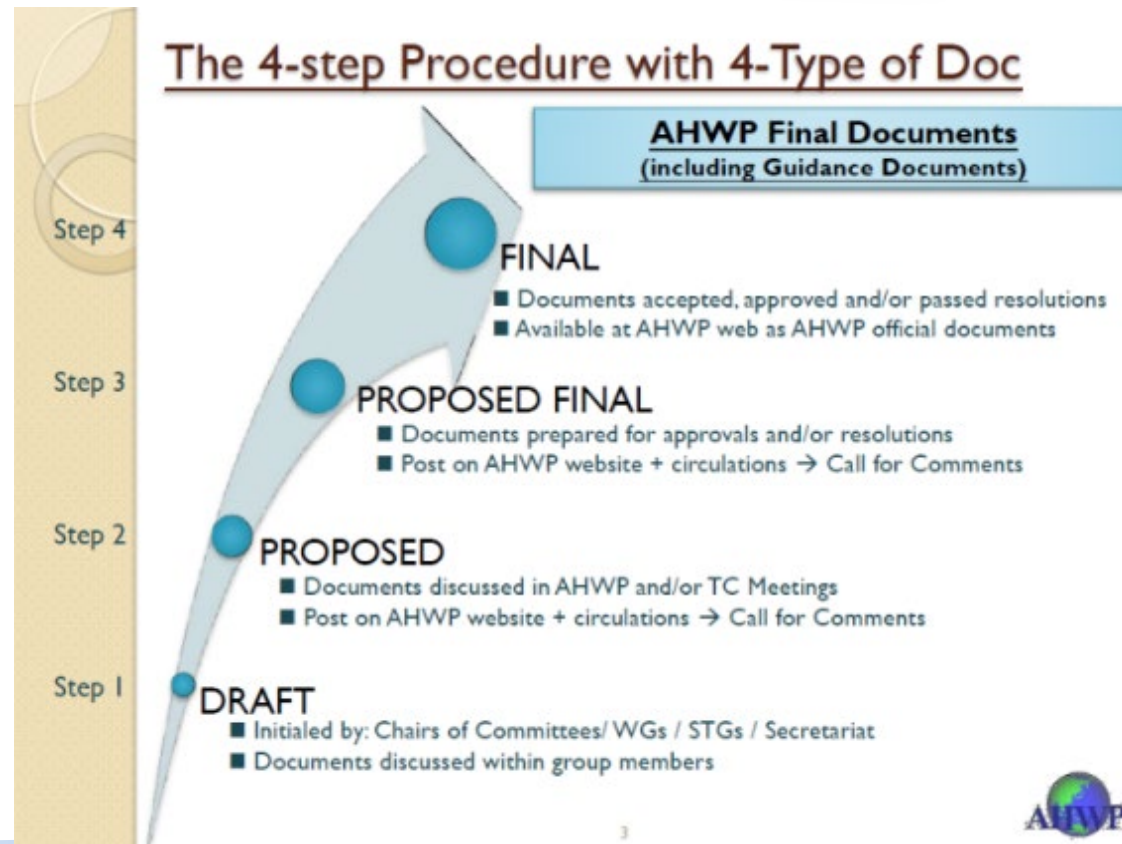 The 4-step Procedure with 4-Type of Doc
AHWP Final Documents
(including Guidance Documents)
Step 4
FINAL
■ Documents accepted, approved and/or passed resolutions
■ Available at AHWP web as AHWP official documents
Step 3
PROPOSED FINAL
■ Documents prepared for approvals and/or resolutions
■ Post on AHWP website + circulations → Call for Comments
Step 2
PROPOSED
■ Documents discussed in AHWP and/or TC Meetings
■ Post on AHWP website + circulations → Call for Comments
Step 1
DRAFT
■ Initialed by: Chairs of Committees/ WGs / STGs / Secretariat
■ Documents discussed within group members
3
AHWP